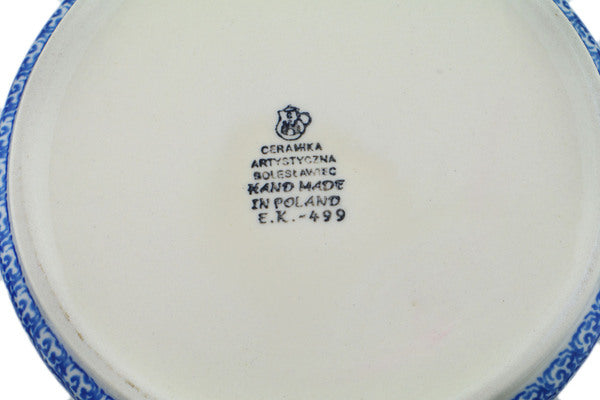 CERAMIKA
ARTYSTYCZNA
BOLESŁAWIEC
HAND MADE
IN POLAND
E.K.-499